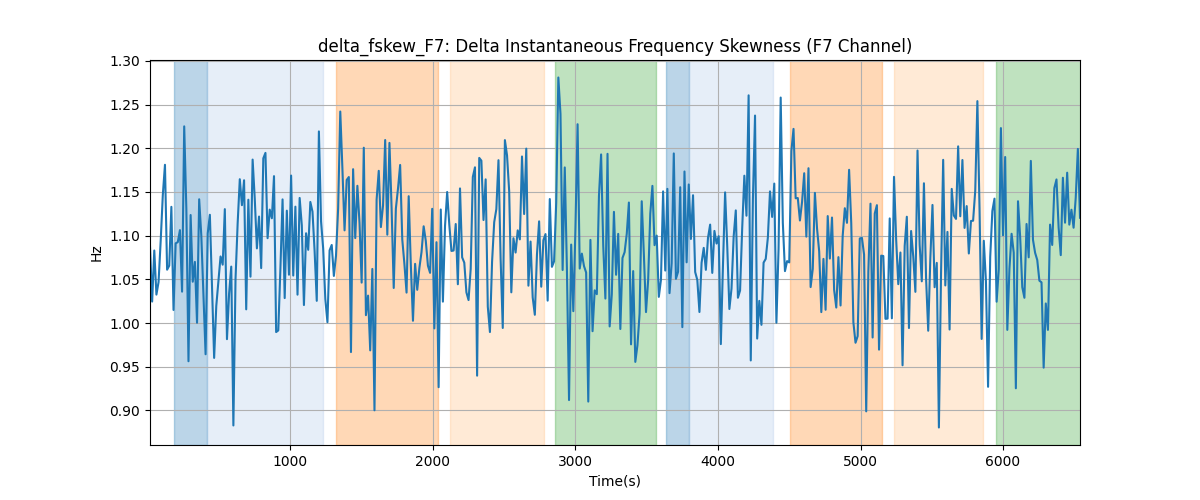 delta_fskew_F7: Delta Instantaneous Frequency Skewness (F7 Channel)
1.30
1.25
1.20
1.15
1.10
1.05
1.00
0.95
0.90
Hz
1000 2000 3000 4000 5000 6000
Time(s)